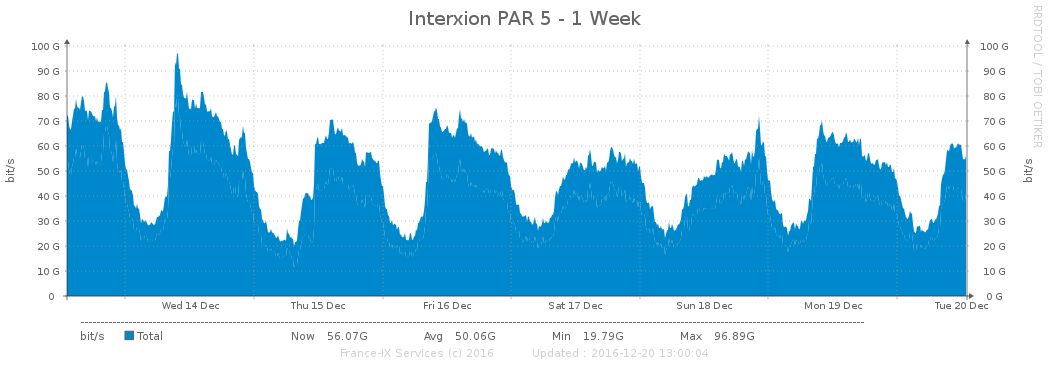 Interxion PAR 5 - 1 Week
RRDTOOL / TOBI OETIKER
bit/s
100 G
90 G
80 G
70 G
60 G
50 G
40 G
30 G
20 G
10 G
0
100 G
90 G
80 G
70 G
60 G
50 G
40 G
30 G
20 G
10 G
0 G
bit/s
Wed 14 Dec Thu 15 Dec Fri 16 Dec Sat 17 Dec Sun 18 Dec Mon 19 Dec Tue 20 Dec
bit/s Total Now 56.07G Avg 50.06G Min 19.79G Max 96.89G
France-IX Services (c) 2016 Updated : 2016-12-20 13:00:04